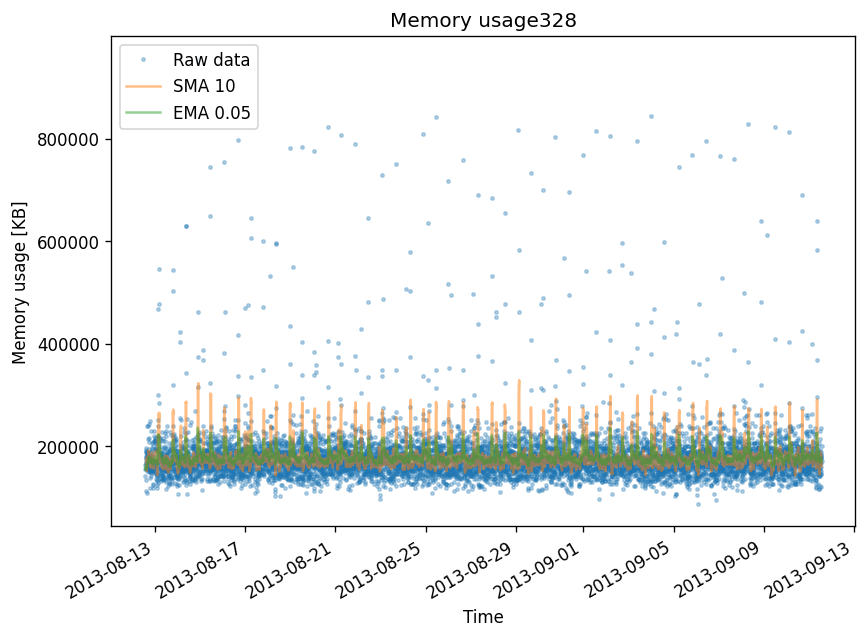 Memory usage328
Raw data
SMA 10
EMA 0.05
800000
600000
400000
200000
Memory usage [KB]
2013-08-13
2013-08-17
2013-08-21
2013-08-25
2013-08-29
2013-09-01
2013-09-05
2013-09-09
2013-09-13
Time